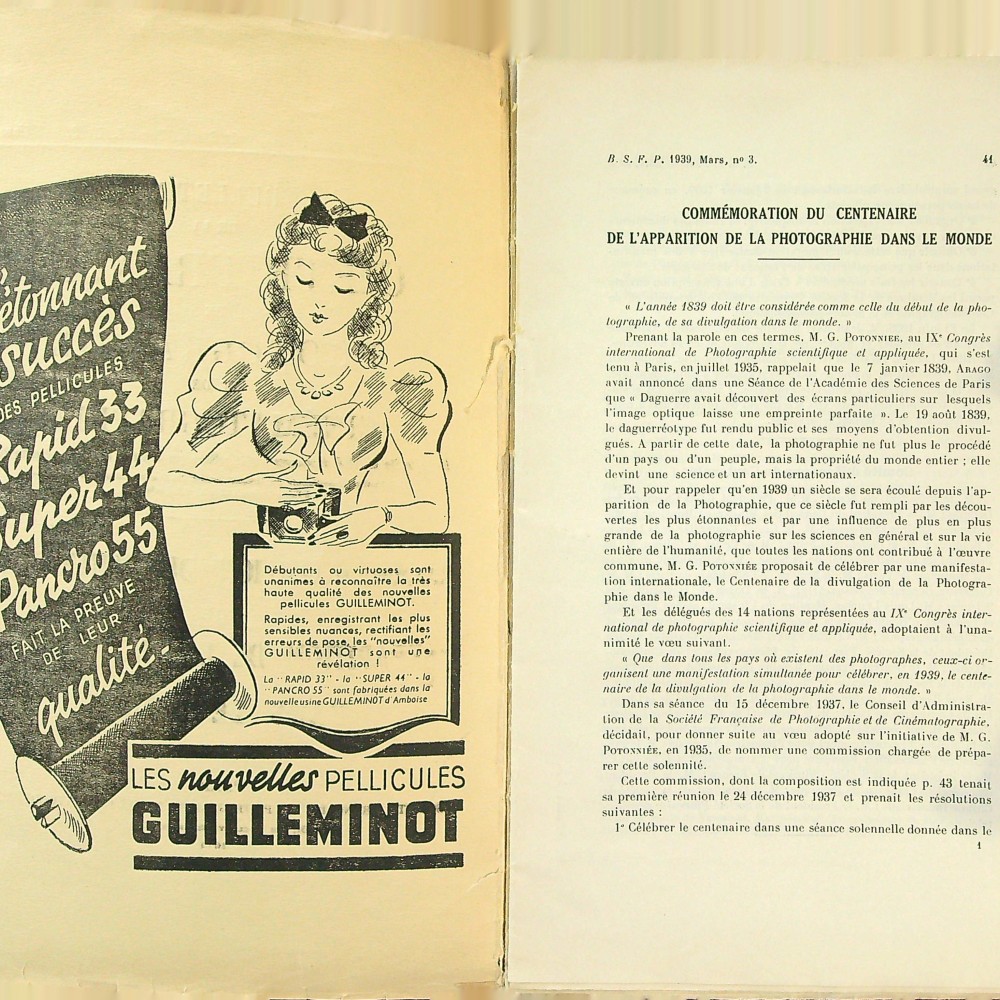 étonnant
succès
DES PELLICULES
Rapid 33
Super 44
Pancro 55
FAIT LA PREUVE
DE LEUR
qualité.
Débutants ou virtuoses sont
unanimes à reconnaître la très
haute qualité des nouvelles
pellicules GUILLEMINOT.
Rapides, enregistrant les plus
sensibles nuances, rectifiant les
erreurs de pose, les "nouvelles"
GUILLEMINOT sont une
révélation !
La "RAPID 33" - la "SUPER 44" - la
"PANCRO 55" sont fabriquées dans la
nouvelle usine GUILLEMINOT d'Amboise
LES nouvelles PELLICULES
GUILLEMINOT
B. S. F. P. 1939, Mars, nº 3. 41
COMMÉMORATION DU CENTENAIRE
DE L'APPARITION DE LA PHOTOGRAPHIE DANS LE MONDE
« L'année 1839 doit être considérée comme celle du début de la pho-
tographie, de sa divulgation dans le monde. »
Prenant la parole en ces termes, M. G. POTONNIEE, au IXe Congrès
international de Photographie scientifique et appliquée, qui s'est
tenu à Paris, en juillet 1935, rappelait que le 7 janvier 1839, ARAGO
avait annoncé dans une Séance de l'Académie des Sciences de Paris
que « Daguerre avait découvert des écrans particuliers sur lesquels
l'image optique laisse une empreinte parfaite ». Le 19 août 1839,
le daguerréotype fut rendu public et ses moyens d'obtention divul-
gués. A partir de cette date, la photographie ne fut plus le procédé
d'un pays ou d'un peuple, mais la propriété du monde entier ; elle
devint une science et un art internationaux.
Et pour rappeler qu'en 1939 un siècle se sera écoulé depuis l'ap-
parition de la Photographie, que ce siècle fut rempli par les décou-
vertes les plus étonnantes et par une influence de plus en plus
grande de la photographie sur les sciences en général et sur la vie
entière de l'humanité, que toutes les nations ont contribué à l'œuvre
commune, M. G. POTONNIÉE proposait de célébrer par une manifesta-
tion internationale, le Centenaire de la divulgation de la Photogra-
phie dans le Monde.
Et les délégués des 14 nations représentées au IXe Congrès inter-
national de photographie scientifique et appliquée, adoptaient à l'una-
nimité le vœu suivant.
« Que dans tous les pays où existent des photographes, ceux-ci or-
ganisent une manifestation simultanée pour célébrer, en 1939, le cente-
naire de la divulgation de la photographie dans le monde. »
Dans sa séance du 15 décembre 1937, le Conseil d'Administra-
tion de la Société Française de Photographie et de Cinématographie,
décidait, pour donner suite au vœu adopté sur l'initiative de M. G.
POTONNIÉE, en 1935, de nommer une commission chargée de prépa-
rer cette solennité.
Cette commission, dont la composition est indiquée p. 43 tenait
sa première réunion le 24 décembre 1937 et prenait les résolutions
suivantes :
1º Célébrer le centenaire dans une séance solennelle donnée dans le
1